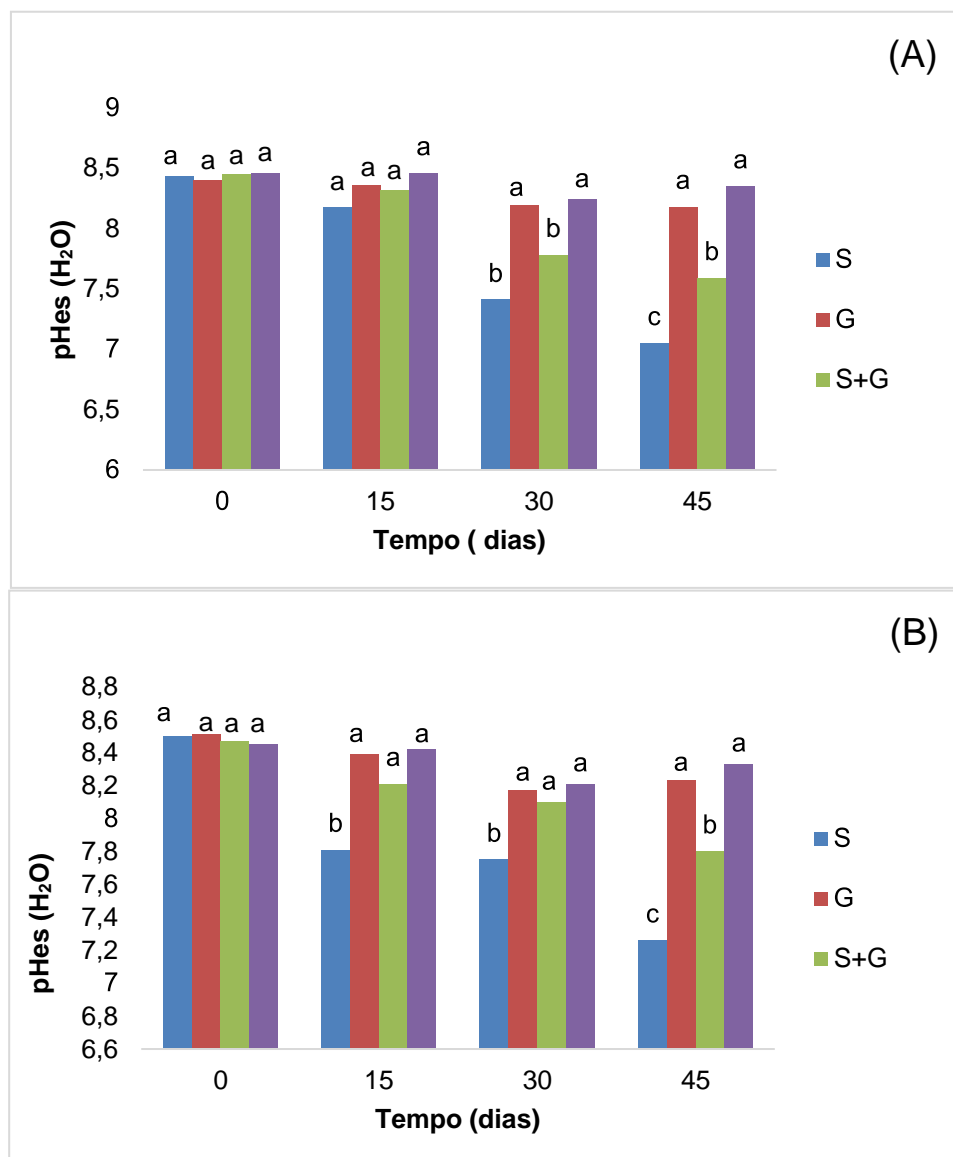 (A)
pHes (H₂O)
9
8,5
8
7,5
7
6,5
6
a a a a
a a a a
b a b a
c a b a
0 15 30 45
Tempo ( dias)
S
G
S+G
(B)
pHes (H₂O)
8,8
8,6
8,4
8,2
8
7,8
7,6
7,4
7,2
7
6,8
6,6
a a a a
b a a a
b a a a
c a b a
0 15 30 45
Tempo (dias)
S
G
S+G